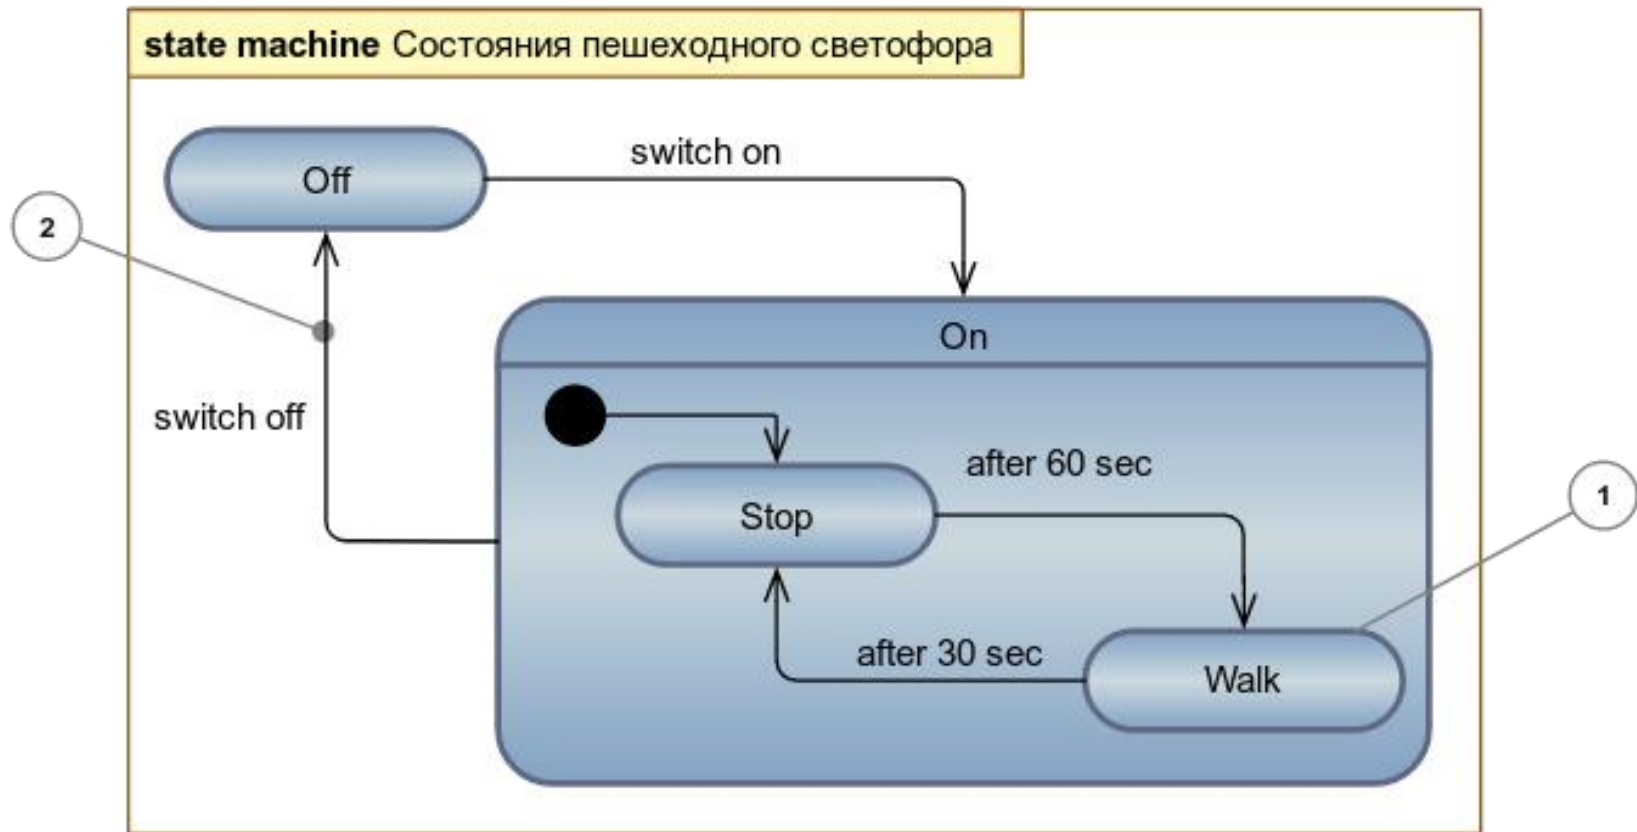 state machine Состояния пешеходного светофора
switch on
Off
2
On
switch off
after 60 sec
1
Stop
after 30 sec
Walk